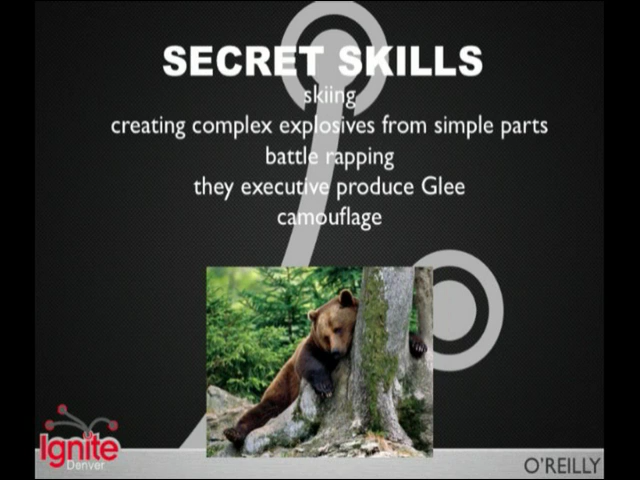 SECRET SKILLS
skiing
creating complex explosives from simple parts
battle rapping
they executive produce Glee
camouflage
Ignite
Denver
O'REILLY